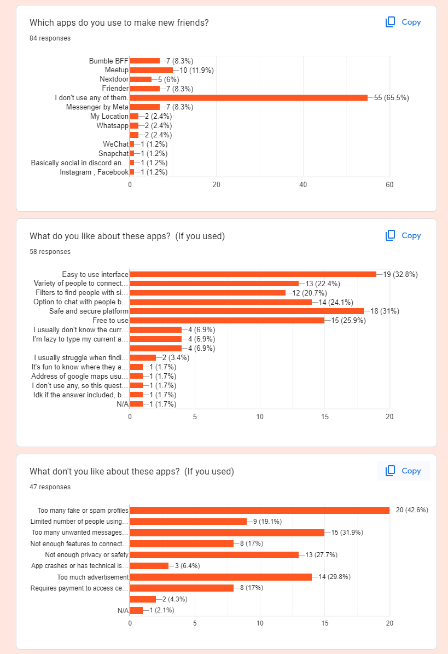 Which apps do you use to make new friends?
Copy
84 responses
Bumble BFF 7 (8.3%)
Meetup 10 (11.9%)
Nextdoor 5 (6%)
Friender 7 (8.3%)
I don't use any of them 55 (65.5%)
Messenger by Meta 7 (8.3%)
My Location 2 (2.4%)
Whatsapp 2 (2.4%)
2 (2.4%)
WeChat 1 (1.2%)
Snapchat 1 (1.2%)
Basically social in discord an... 1 (1.2%)
Instagram , Facebook 1 (1.2%)
0 20 40 60
What do you like about these apps? (If you used)
Copy
58 responses
Easy to use interface 19 (32.8%)
Variety of people to connect... 13 (22.4%)
Filters to find people with si... 12 (20.7%)
Option to chat with people b... 14 (24.1%)
Safe and secure platform 18 (31%)
Free to use 15 (25.9%)
I usually don't know the curr... 4 (6.9%)
I'm lazy to type my current a... 4 (6.9%)
4 (6.9%)
I usually struggle when findi... 2 (3.4%)
It's fun to know where they a... 1 (1.7%)
Address of google maps usu... 1 (1.7%)
I don't use any, so this quest... 1 (1.7%)
Idk if the answer included, b... 1 (1.7%)
N/A 1 (1.7%)
0 5 10 15 20
What don't you like about these apps? (If you used)
Copy
47 responses
Too many fake or spam profiles 20 (42.6%)
Limited number of people using... 9 (19.1%)
Too many unwanted messages... 15 (31.9%)
Not enough features to connect... 8 (17%)
Not enough privacy or safety 13 (27.7%)
App crashes or has technical is... 3 (6.4%)
Too much advertisement 14 (29.8%)
Requires payment to access ce... 8 (17%)
2 (4.3%)
N/A 1 (2.1%)
0 5 10 15 20